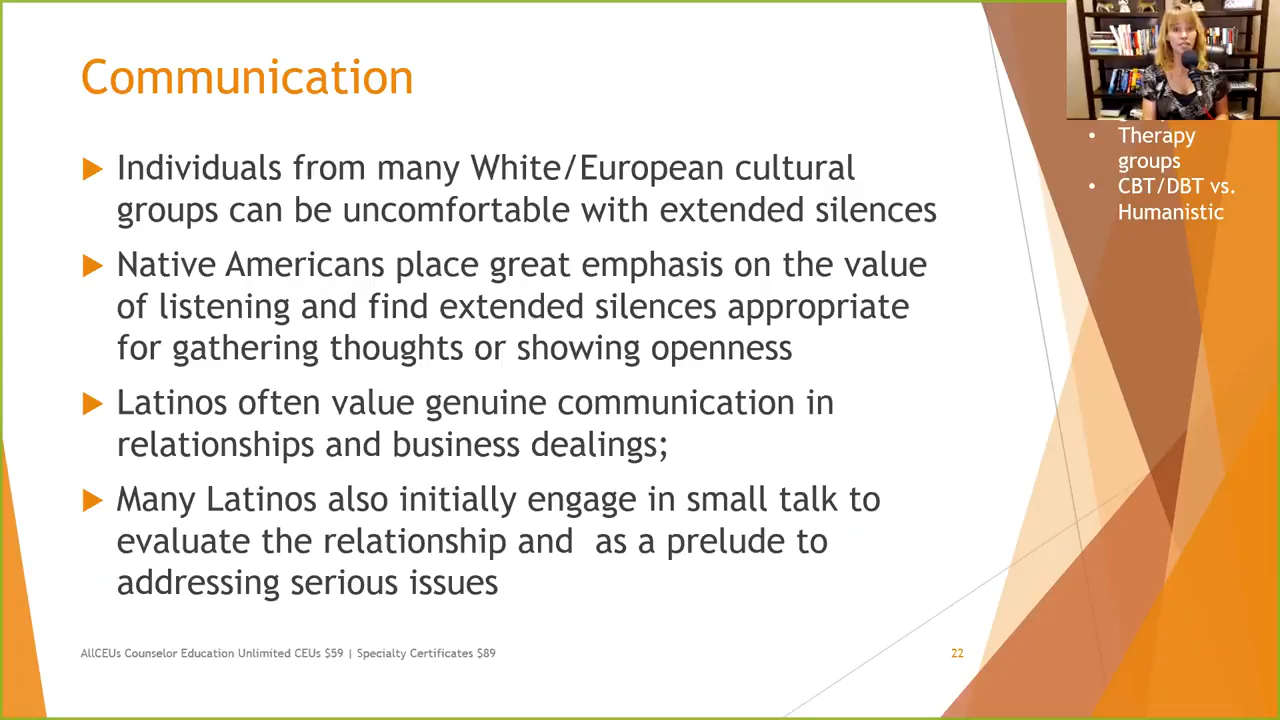 Communication
Individuals from many White/European cultural
groups can be uncomfortable with extended silences
Native Americans place great emphasis on the value
of listening and find extended silences appropriate
for gathering thoughts or showing openness
Latinos often value genuine communication in
relationships and business dealings;
Many Latinos also initially engage in small talk to
evaluate the relationship and  as a prelude to
addressing serious issues
• Therapy
groups
• CBT/DBT vs.
Humanistic
AllCEUs Counselor Education Unlimited CEUs $59 | Specialty Certificates $89
22